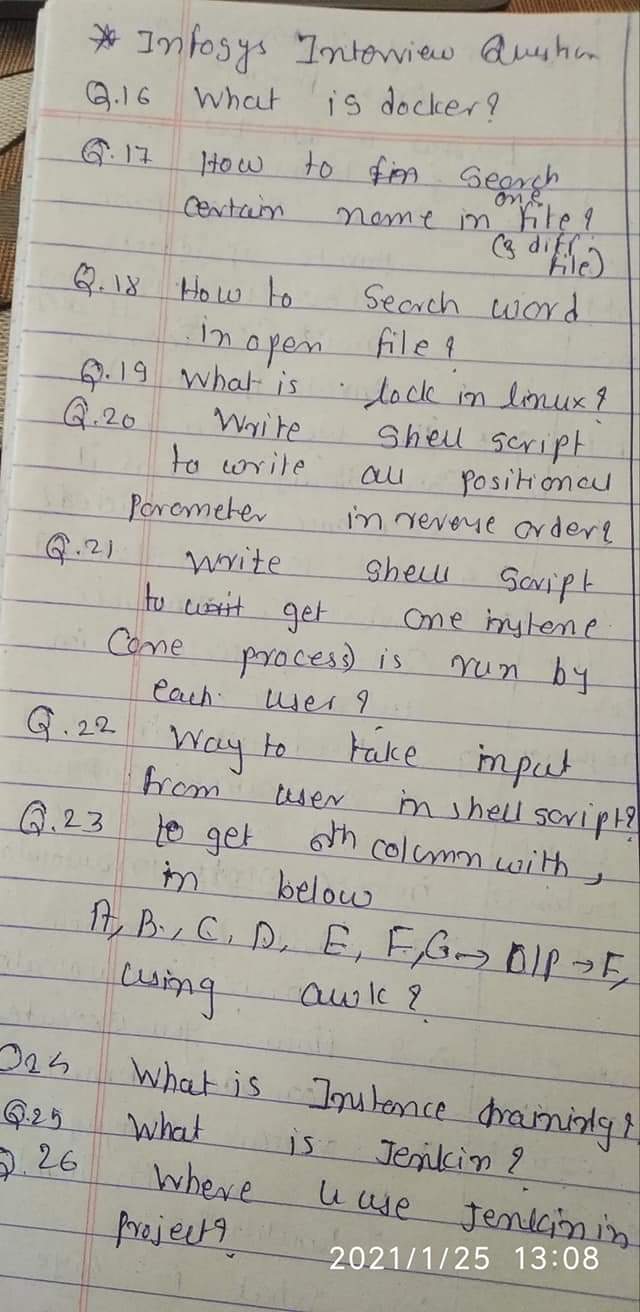 * Infosys Interview Question
Q.16 What is docker?
Q.17 How to fin search
certain name in one file?
(3 diff. file)
Q.18 How to search word
in open file?
Q.19 What is lock in linux?
Q.20 Write shell script
to write all positional
parameter in reverse order?
Q.21 Write shell script
to get one instene
(one process) is run by
each user?
Q.22 Way to take input
from user in shell script?
Q.23 to get 6th column with ,
in below
A, B, C, D, E, F, G → O/P → F,
using awk?
What is Instence draining?
Q.25 What is Jenkin?
26 Where u use Jenkin in
project?
2021/1/25 13:08